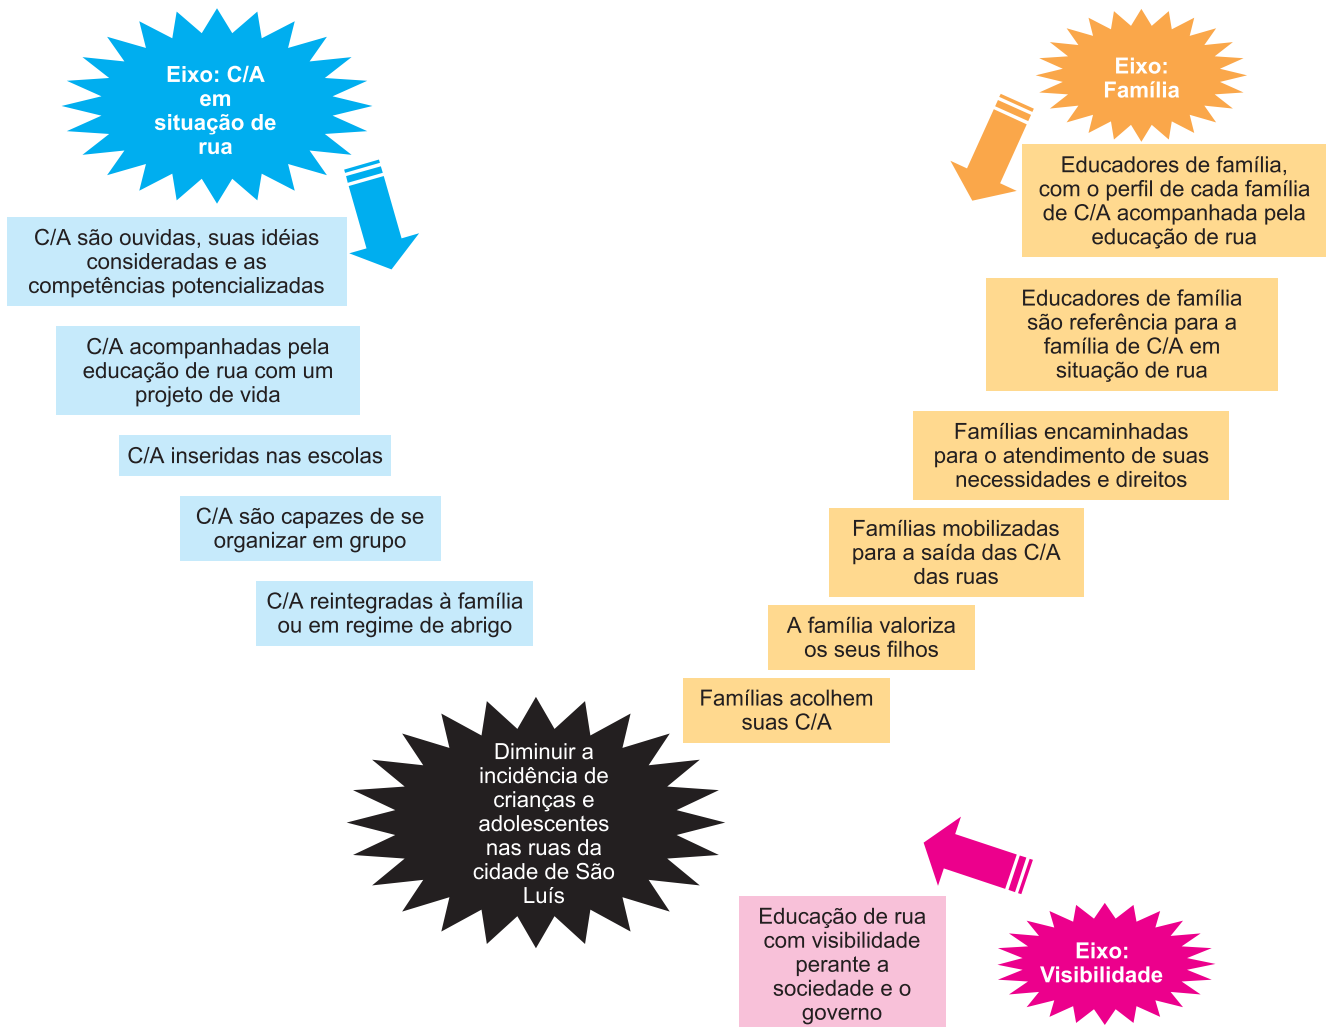 Eixo: C/A
em
situação de
rua
C/A são ouvidas, suas idéias
consideradas e as
competências potencializadas
C/A acompanhadas pela
educação de rua com um
projeto de vida
C/A inseridas nas escolas
C/A são capazes de se
organizar em grupo
C/A reintegradas à família
ou em regime de abrigo
Eixo:
Família
Educadores de família,
com o perfil de cada família
de C/A acompanhada pela
educação de rua
Educadores de família
são referência para a
família de C/A em
situação de rua
Famílias encaminhadas
para o atendimento de suas
necessidades e direitos
Famílias mobilizadas
para a saída das C/A
das ruas
A família valoriza
os seus filhos
Famílias acolhem
suas C/A
Diminuir a
incidência de
crianças e
adolescentes
nas ruas da
cidade de São
Luís
Educação de rua
com visibilidade
perante a
sociedade e o
governo
Eixo:
Visibilidade